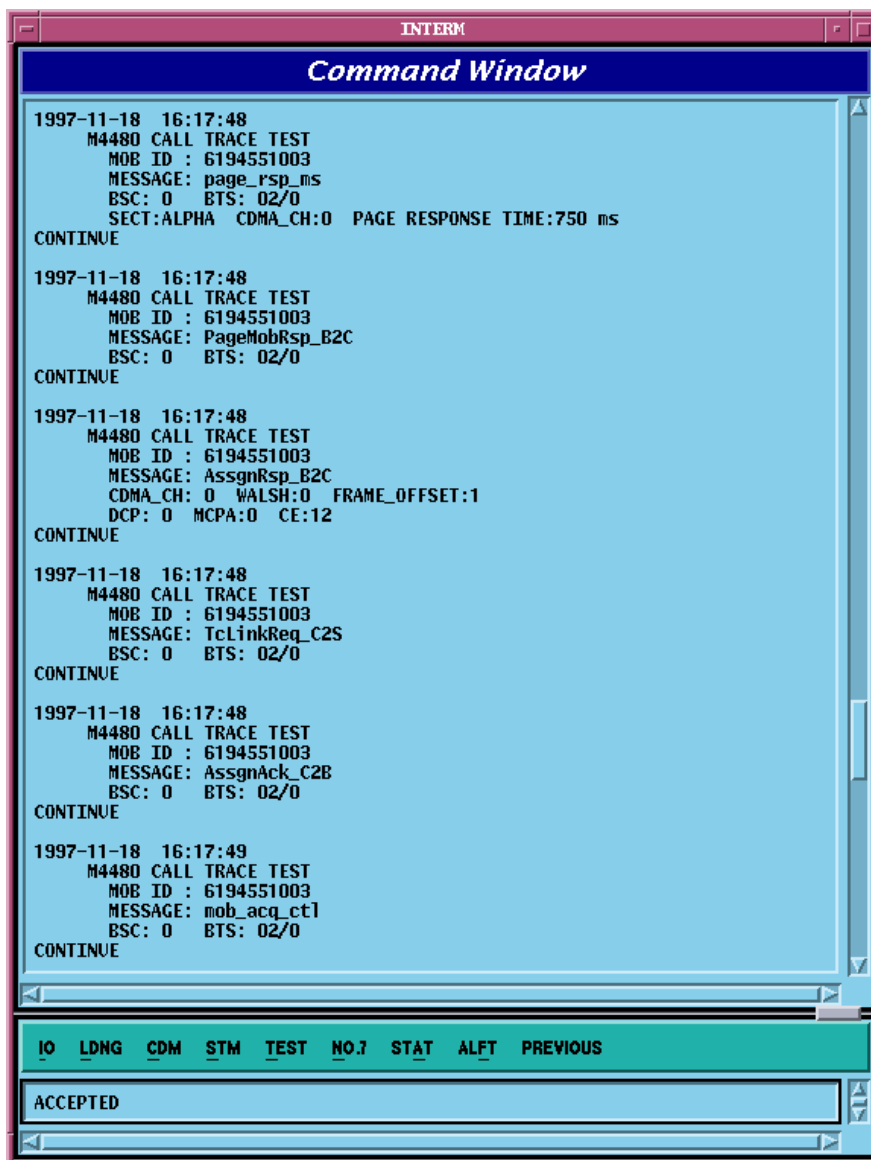 INTERM
Command Window
1997-11-18  16:17:48
M4480 CALL TRACE TEST
MOB ID : 6194551003
MESSAGE: page_rsp_ms
BSC: 0   BTS: 02/0
SECT:ALPHA  CDMA_CH:0  PAGE RESPONSE TIME:750 ms
CONTINUE
1997-11-18  16:17:48
M4480 CALL TRACE TEST
MOB ID : 6194551003
MESSAGE: PageMobRsp_B2C
BSC: 0   BTS: 02/0
CONTINUE
1997-11-18  16:17:48
M4480 CALL TRACE TEST
MOB ID : 6194551003
MESSAGE: AssgnRsp_B2C
CDMA_CH: 0  WALSH:0  FRAME_OFFSET:1
DCP: 0  MCPA:0  CE:12
CONTINUE
1997-11-18  16:17:48
M4480 CALL TRACE TEST
MOB ID : 6194551003
MESSAGE: TcLinkReq_C2S
BSC: 0   BTS: 02/0
CONTINUE
1997-11-18  16:17:48
M4480 CALL TRACE TEST
MOB ID : 6194551003
MESSAGE: AssgnAck_C2B
BSC: 0   BTS: 02/0
CONTINUE
1997-11-18  16:17:49
M4480 CALL TRACE TEST
MOB ID : 6194551003
MESSAGE: mob_acq_ctl
BSC: 0   BTS: 02/0
CONTINUE
IO  LDNG  CDM  STM  TEST  NO.7  STAT  ALFT  PREVIOUS
ACCEPTED